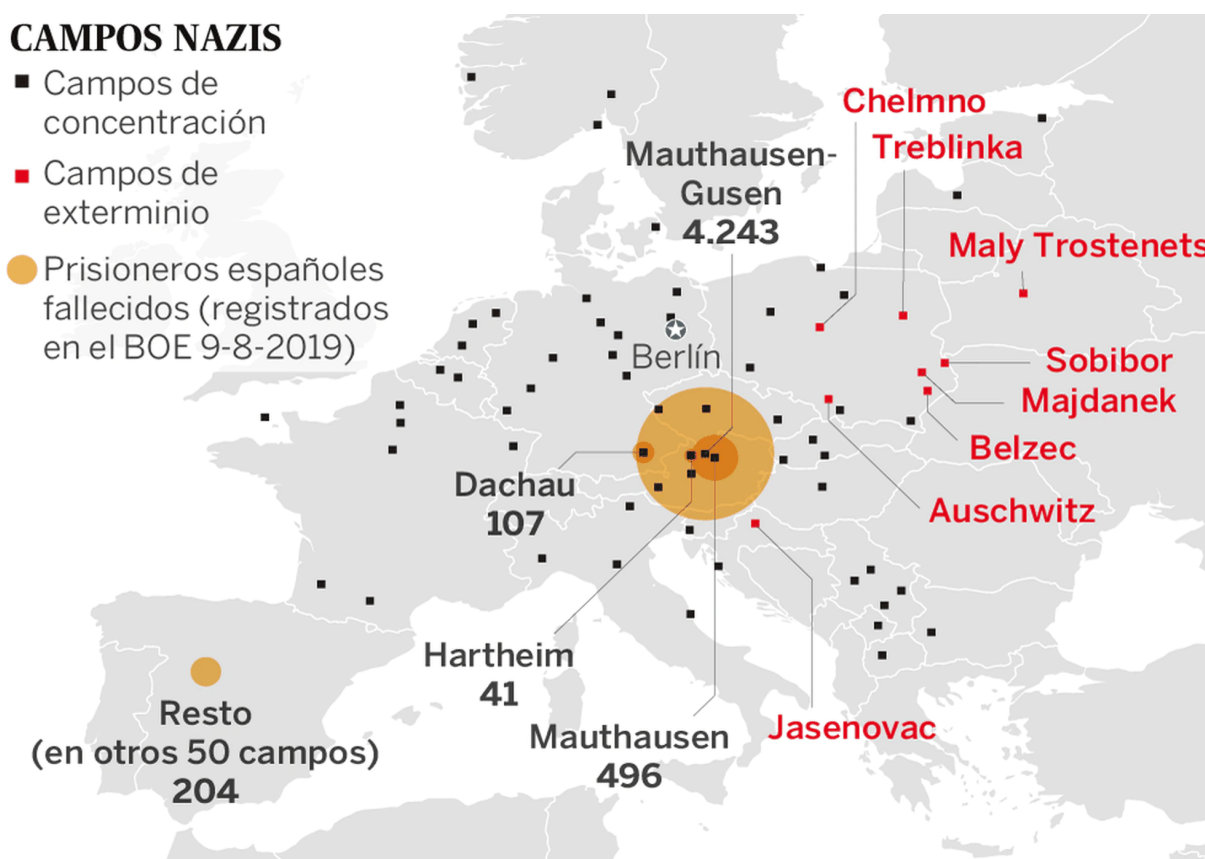 CAMPOS NAZIS
Campos de
concentración
Campos de
exterminio
Prisioneros españoles
fallecidos (registrados
en el BOE 9-8-2019)
Chelmno
Treblinka
Mauthausen-
Gusen
4.243
Maly Trostenets
Berlín
Sobibor
Majdanek
Belzec
Auschwitz
Dachau
107
Hartheim
41
Mauthausen
496
Jasenovac
Resto
(en otros 50 campos)
204